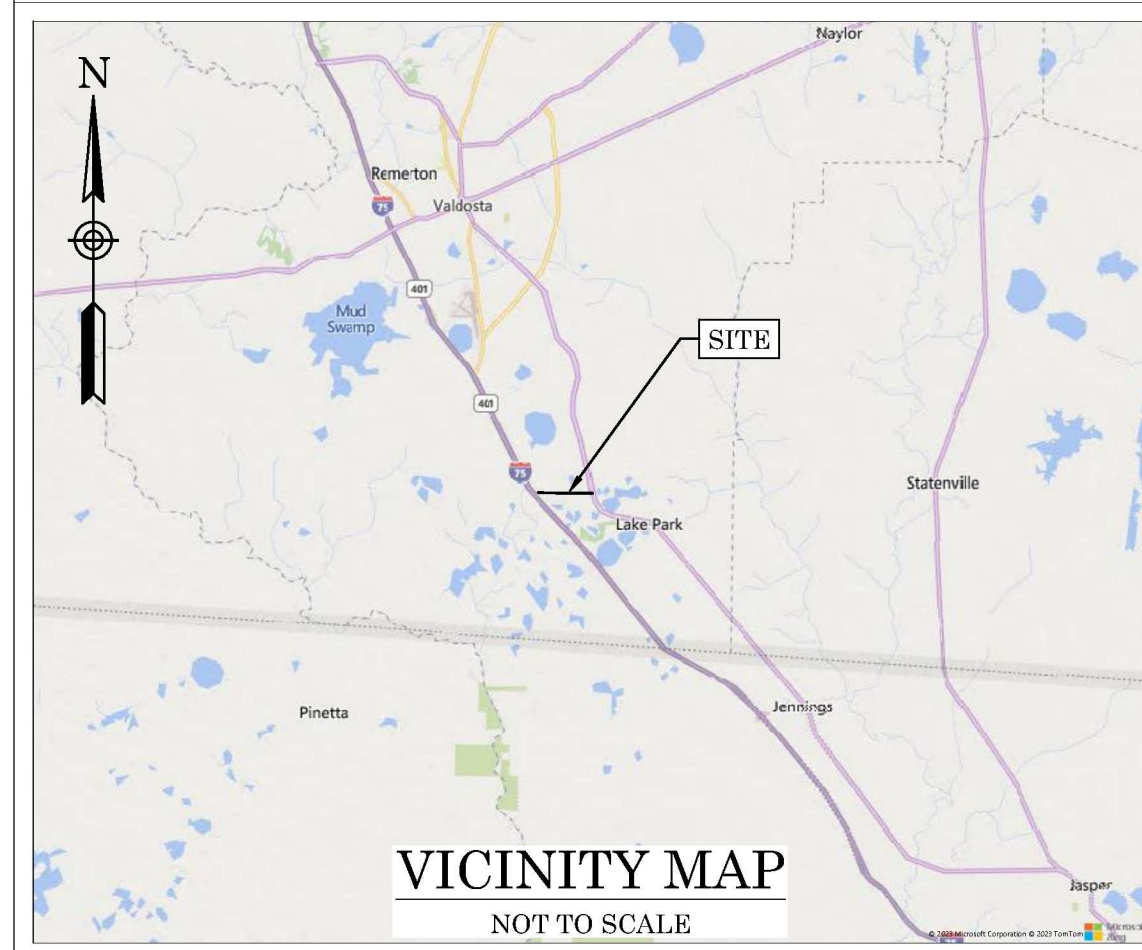 Naylor
N
Remerton
75
Valdosta
401
Mud
Swamp
SITE
401
75
Statenville
Lake Park
Pinetta
Jennings
VICINITY MAP
NOT TO SCALE
Jasper
© 2023 Microsoft Corporation © 2023 TomTom